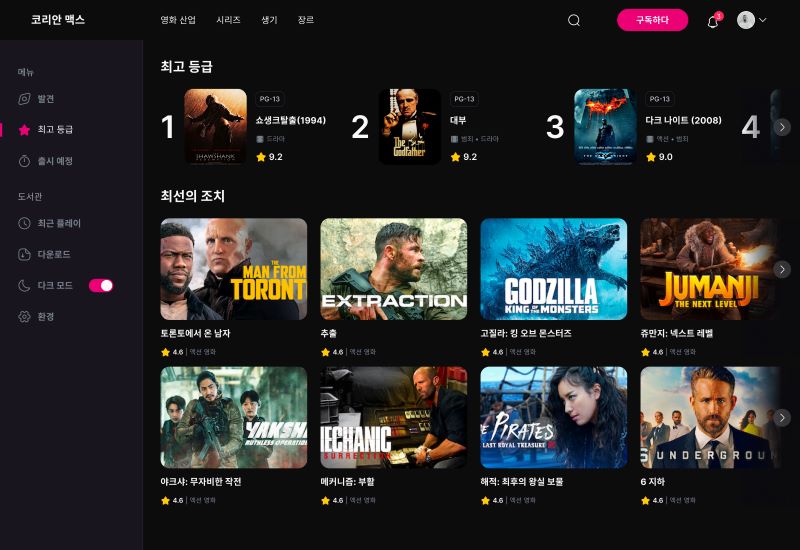 코리안 맥스
영화 산업
시리즈
생기
장르
구독하다
3
메뉴
발견
최고 등급
출시 예정
도서관
최근 플레이
다운로드
다크 모드
환경
최고 등급
1
PG-13
쇼생크탈출(1994)
드라마
9.2
SHAWSHANK
2
PG-13
대부
범죄 • 드라마
9.2
The
Godfather
3
PG-13
다크 나이트 (2008)
액션 • 범죄
9.0
4
최선의 조치
THE
MAN FROM
TORONT
토론토에서 온 남자
4.6 | 액션 영화
EXTRACTION
추출
4.6 | 액션 영화
GODZILLA
KING OF THE MONSTERS
고질라: 킹 오브 몬스터즈
4.6 | 액션 영화
JUMANJI
THE NEXT LEVEL
쥬만지: 넥스트 레벨
4.6 | 액션 영화
YAKSHA
RUTHLESS OPERATION
야크샤: 무자비한 작전
4.6 | 액션 영화
MECHANIC
SURRECTION
메커니즘: 부활
4.6 | 액션 영화
E PIRATES
LAST ROYAL TREASURE
해적: 최후의 왕실 보물
4.6 | 액션 영화
6 UNDERGROUN
6 지하
4.6 | 액션 영화